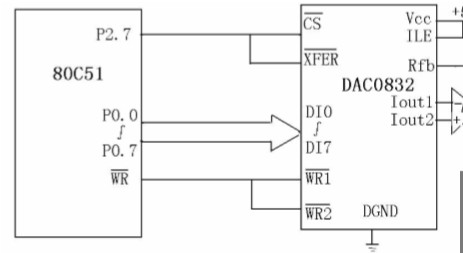 P2.7
80C51
P0.0
∫
P0.7
WR
CS
XFER
DAC0832
DI0
∫
DI7
WR1
WR2
DGND
Vcc
ILE
Rfb
Iout1
Iout2
-
+